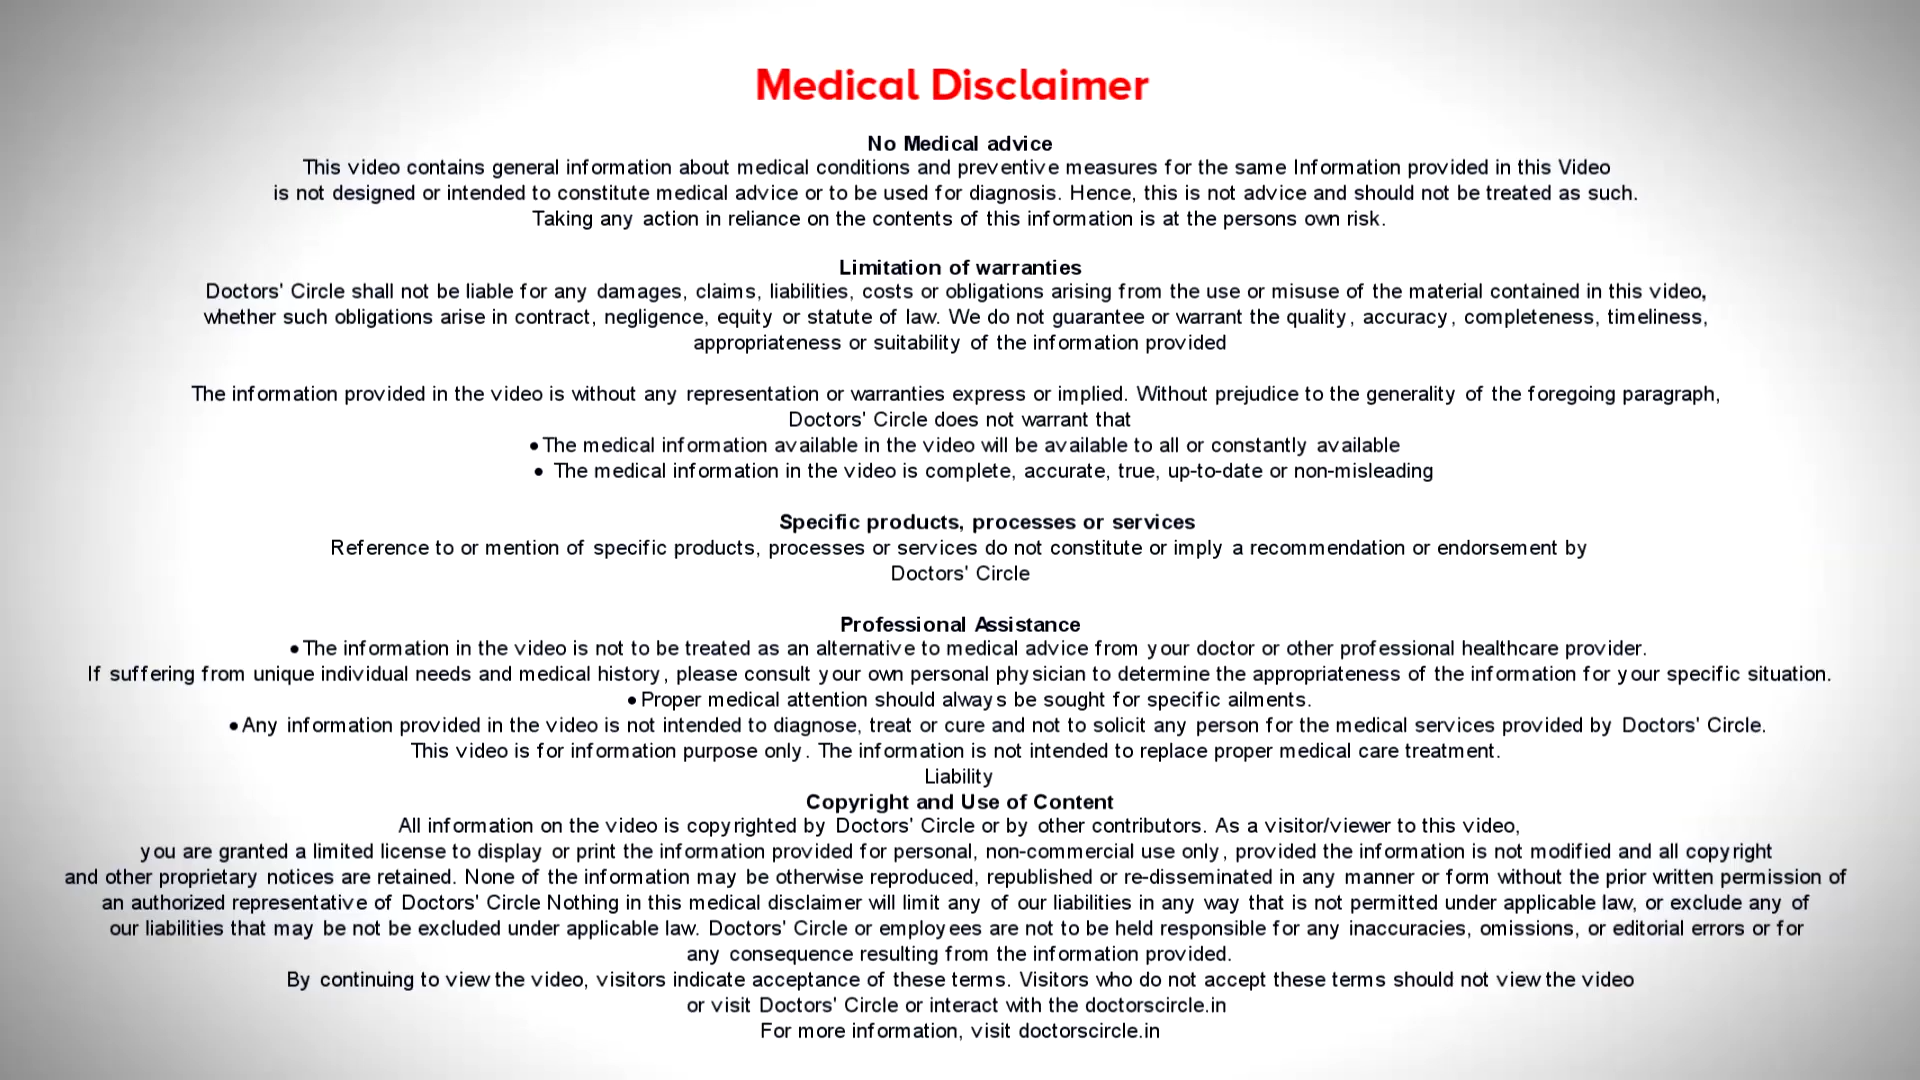 Medical Disclaimer
No Medical advice
This video contains general information about medical conditions and preventive measures for the same Information provided in this Video
is not designed or intended to constitute medical advice or to be used for diagnosis. Hence, this is not advice and should not be treated as such.
Taking any action in reliance on the contents of this information is at the persons own risk.
Limitation of warranties
Doctors' Circle shall not be liable for any damages, claims, liabilities, costs or obligations arising from the use or misuse of the material contained in this video,
whether such obligations arise in contract, negligence, equity or statute of law. We do not guarantee or warrant the quality, accuracy, completeness, timeliness,
appropriateness or suitability of the information provided
The information provided in the video is without any representation or warranties express or implied. Without prejudice to the generality of the foregoing paragraph,
Doctors' Circle does not warrant that
•The medical information available in the video will be available to all or constantly available
• The medical information in the video is complete, accurate, true, up-to-date or non-misleading
Specific products, processes or services
Reference to or mention of specific products, processes or services do not constitute or imply a recommendation or endorsement by
Doctors' Circle
Professional Assistance
•The information in the video is not to be treated as an alternative to medical advice from your doctor or other professional healthcare provider.
If suffering from unique individual needs and medical history, please consult your own personal physician to determine the appropriateness of the information for your specific situation.
•Proper medical attention should always be sought for specific ailments.
•Any information provided in the video is not intended to diagnose, treat or cure and not to solicit any person for the medical services provided by Doctors' Circle.
This video is for information purpose only. The information is not intended to replace proper medical care treatment.
Liability
Copyright and Use of Content
All information on the video is copyrighted by Doctors' Circle or by other contributors. As a visitor/viewer to this video,
you are granted a limited license to display or print the information provided for personal, non-commercial use only, provided the information is not modified and all copyright
and other proprietary notices are retained. None of the information may be otherwise reproduced, republished or re-disseminated in any manner or form without the prior written permission of
an authorized representative of Doctors' Circle Nothing in this medical disclaimer will limit any of our liabilities in any way that is not permitted under applicable law, or exclude any of
our liabilities that may be not be excluded under applicable law. Doctors' Circle or employees are not to be held responsible for any inaccuracies, omissions, or editorial errors or for
any consequence resulting from the information provided.
By continuing to view the video, visitors indicate acceptance of these terms. Visitors who do not accept these terms should not view the video
or visit Doctors' Circle or interact with the doctorscircle.in
For more information, visit doctorscircle.in